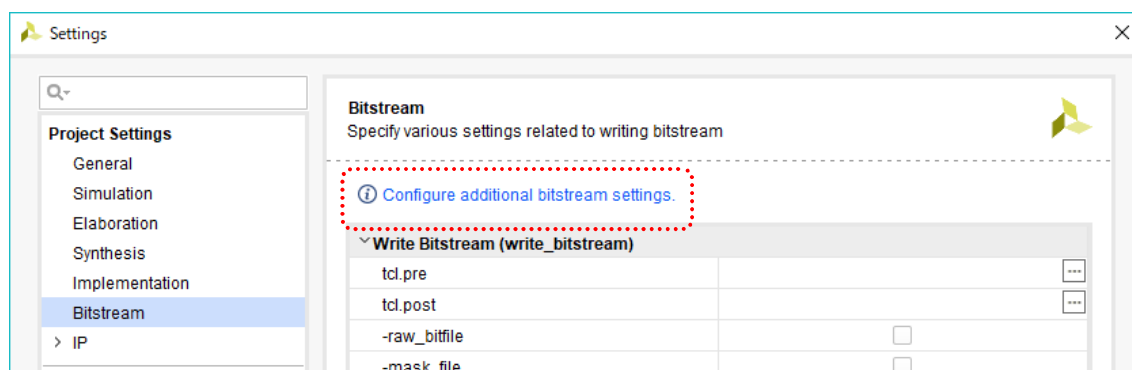 Settings
Project Settings
General
Simulation
Elaboration
Synthesis
Implementation
Bitstream
IP
Bitstream
Specify various settings related to writing bitstream
Configure additional bitstream settings.
Write Bitstream (write_bitstream)
tcl.pre
tcl.post
-raw_bitfile
-mask_file